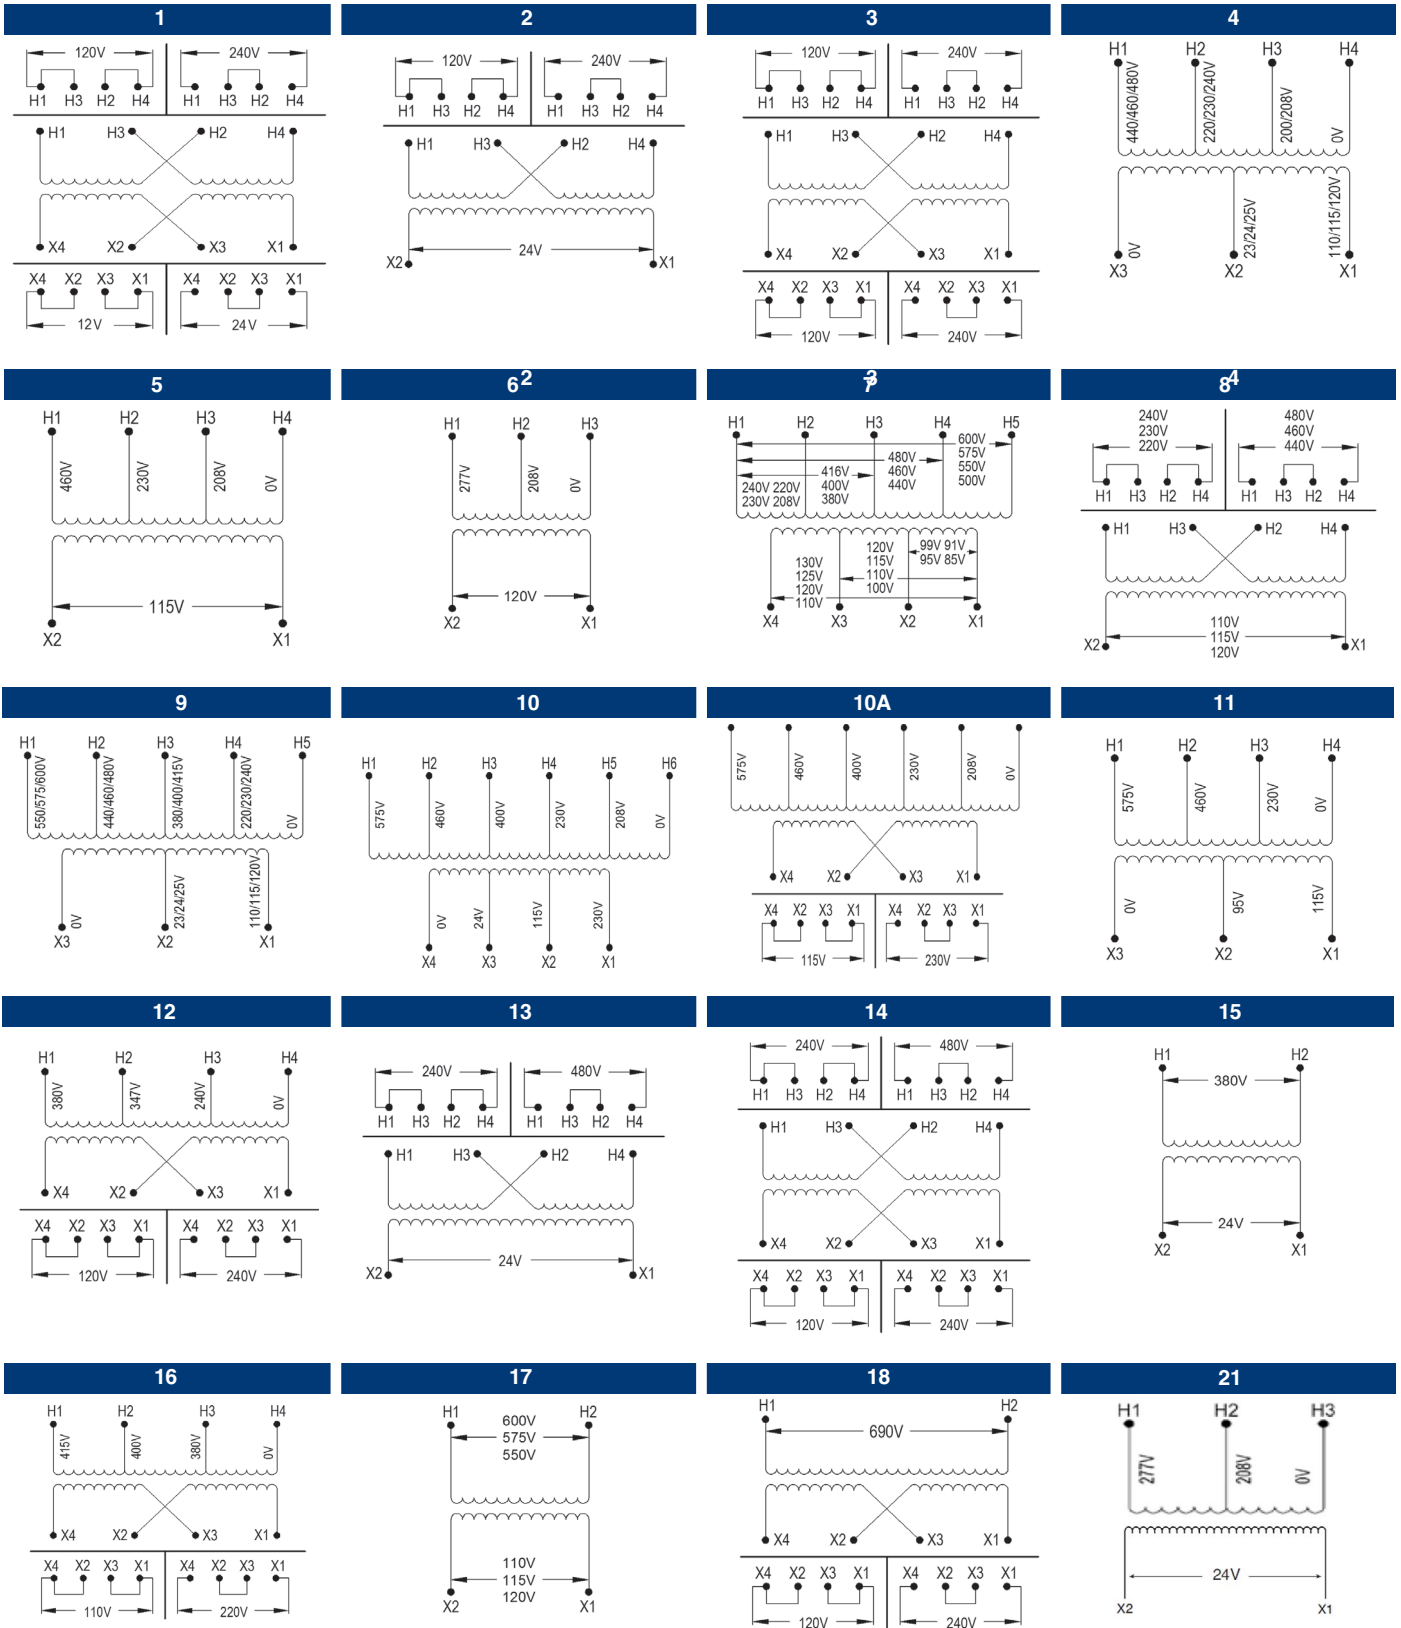 1
120V 240V
H1 H3 H2 H4 H1 H3 H2 H4
H1 H3 H2 H4
X4 X2 X3 X1
X4 X2 X3 X1 X4 X2 X3 X1
12V 24V
2
120V 240V
H1 H3 H2 H4 H1 H3 H2 H4
H1 H3 H2 H4
24V
X2 X1
3
120V 240V
H1 H3 H2 H4 H1 H3 H2 H4
H1 H3 H2 H4
X4 X2 X3 X1
X4 X2 X3 X1 X4 X2 X3 X1
120V 240V
4
H1 H2 H3 H4
440/460/480V 220/230/240V 200/208V 0V
0V 23/24/25V 110/115/120V
X3 X2 X1
5
H1 H2 H3 H4
460V 230V 208V 0V
115V
X2 X1
6 2
H1 H2 H3
277V 208V 0V
120V
X2 X1
7 3
H1 H2 H3 H4 H5
600V
480V 575V
416V 460V 550V
240V 220V 400V 440V 500V
230V 208V 380V
120V 99V 91V
130V 115V 95V 85V
125V 110V
120V 100V
110V
X4 X3 X2 X1
8 4
240V 480V
230V 460V
220V 440V
H1 H3 H2 H4 H1 H3 H2 H4
H1 H3 H2 H4
110V
X2 115V X1
120V
9
H1 H2 H3 H4 H5
550/575/600V 440/460/480V 380/400/415V 220/230/240V 0V
0V 23/24/25V 110/115/120V
X3 X2 X1
10
H1 H2 H3 H4 H5 H6
575V 460V 400V 230V 208V 0V
0V 24V 115V 230V
X4 X3 X2 X1
10A
575V 460V 400V 230V 208V 0V
X4 X2 X3 X1
X4 X2 X3 X1 X4 X2 X3 X1
115V 230V
11
H1 H2 H3 H4
575V 460V 230V 0V
0V 95V 115V
X3 X2 X1
12
H1 H2 H3 H4
380V 347V 240V 0V
X4 X2 X3 X1
X4 X2 X3 X1 X4 X2 X3 X1
120V 240V
13
240V 480V
H1 H3 H2 H4 H1 H3 H2 H4
H1 H3 H2 H4
24V
X2 X1
14
240V 480V
H1 H3 H2 H4 H1 H3 H2 H4
H1 H3 H2 H4
X4 X2 X3 X1
X4 X2 X3 X1 X4 X2 X3 X1
120V 240V
15
H1 H2
380V
24V
X2 X1
16
H1 H2 H3 H4
415V 400V 380V 0V
X4 X2 X3 X1
X4 X2 X3 X1 X4 X2 X3 X1
110V 220V
17
H1 H2
600V
575V
550V
110V
115V
120V
X2 X1
18
H1 H2
690V
X4 X2 X3 X1
X4 X2 X3 X1 X4 X2 X3 X1
120V 240V
21
H1 H2 H3
277V 208V 0V
24V
X2 X1